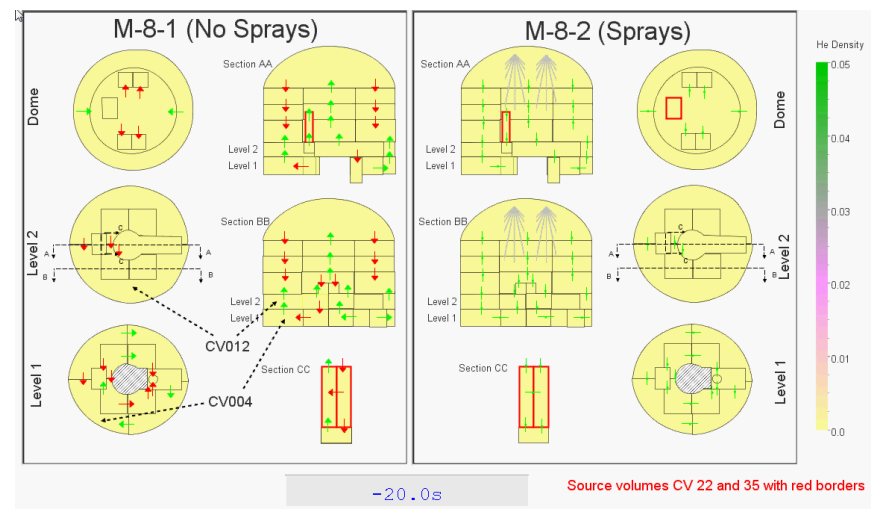 M-8-1 (No Sprays)
M-8-2 (Sprays)
He Density
Dome
Section AA
Level 2
Level 1
Section AA
Level 2
Level 1
Dome
0.05
0.04
0.03
0.02
0.01
0.0
Level 2
A
A
B
B
C
C
Section BB
Level 2
Level 1
Section BB
Level 2
Level 1
A
A
B
B
C
C
Level 2
CV012
Level 1
CV004
Section CC
Section CC
Level 1
-20.0s
Source volumes CV 22 and 35 with red borders